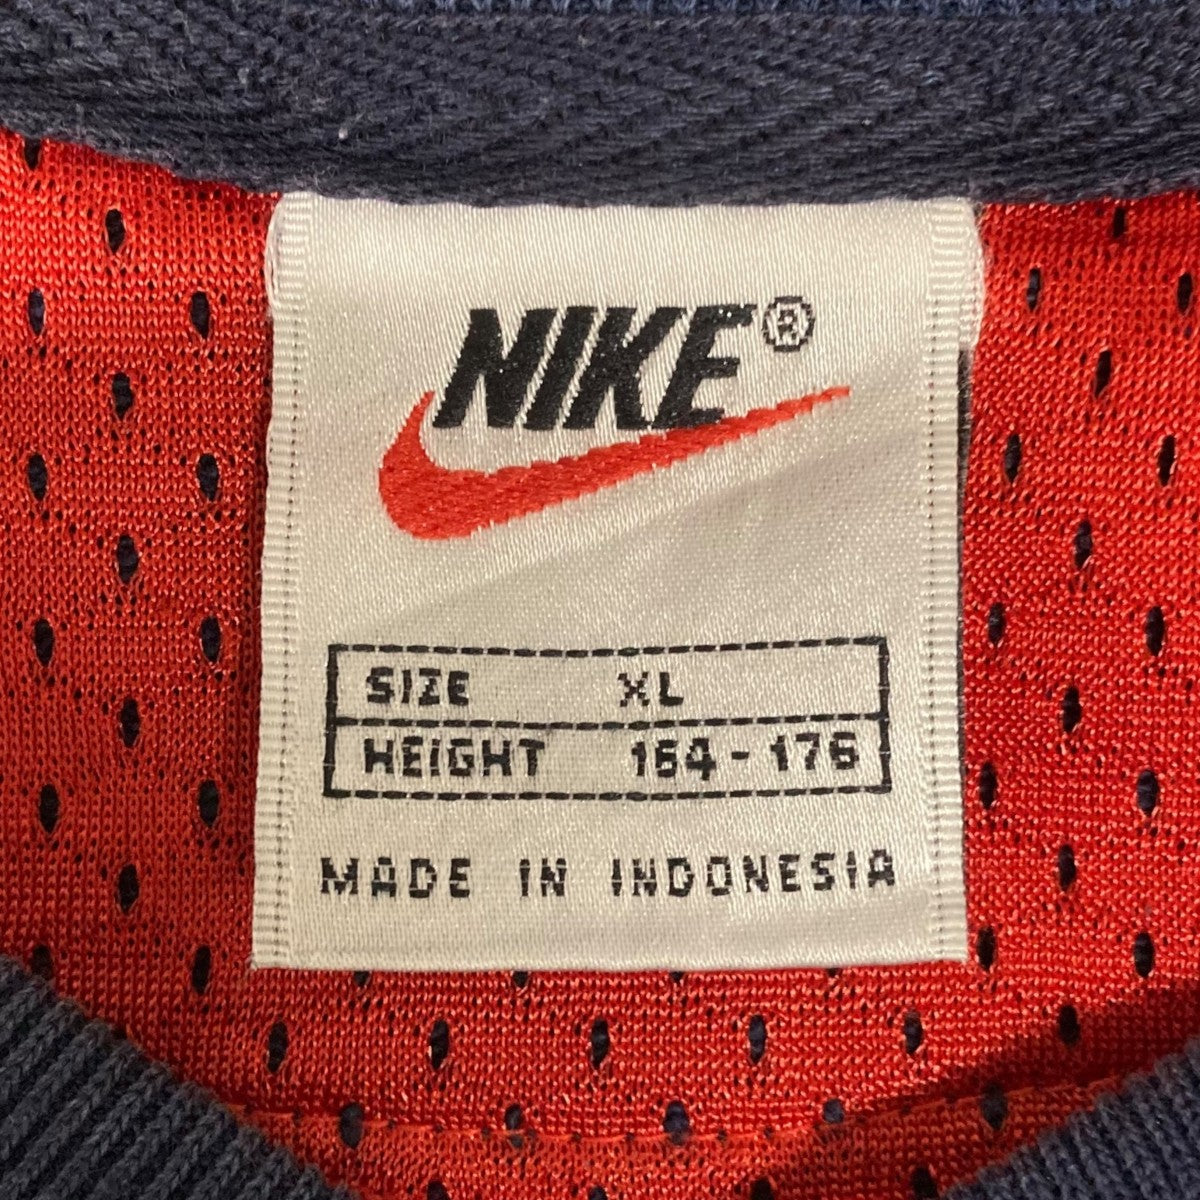 NIKE®
SIZE XL
HEIGHT 164-176
MADE IN INDONESIA